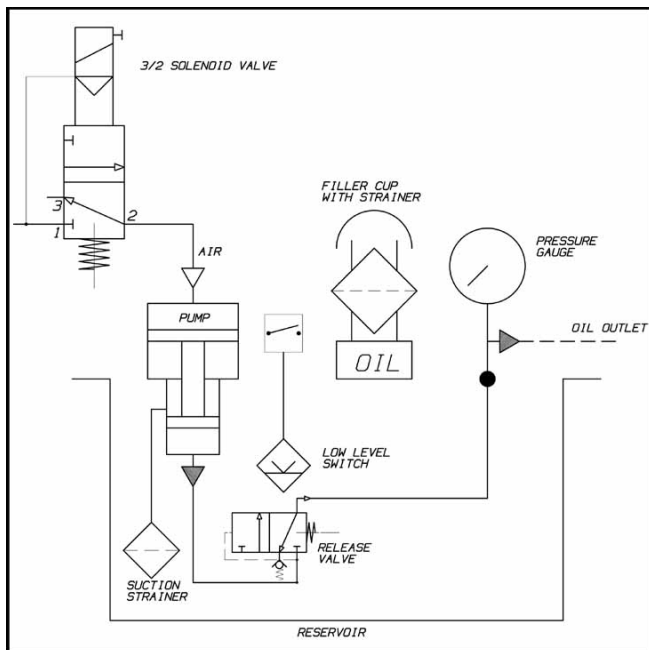 3/2 SOLENOID VALVE
3
2
1
AIR
FILLER CUP
WITH STRAINER
PRESSURE
GAUGE
PUMP
OIL OUTLET
OIL
LOW LEVEL
SWITCH
RELEASE
VALVE
SUCTION
STRAINER
RESERVOIR